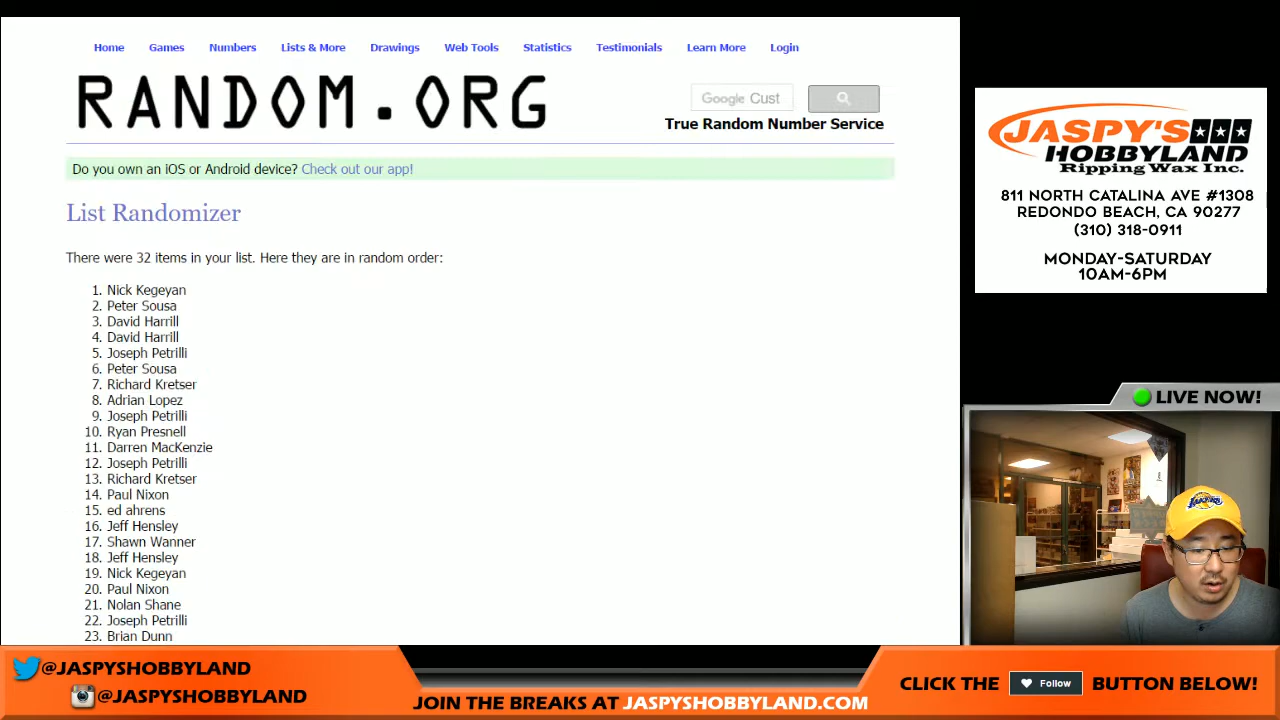 Home Games Numbers Lists & More Drawings Web Tools Statistics Testimonials Learn More Login
RANDOM.ORG
Google Cust
True Random Number Service
Do you own an iOS or Android device? Check out our app!
List Randomizer
There were 32 items in your list. Here they are in random order:
1. Nick Kegeyan
2. Peter Sousa
3. David Harrill
4. David Harrill
5. Joseph Petrilli
6. Peter Sousa
7. Richard Kretser
8. Adrian Lopez
9. Joseph Petrilli
10. Ryan Presnell
11. Darren MacKenzie
12. Joseph Petrilli
13. Richard Kretser
14. Paul Nixon
15. ed ahrens
16. Jeff Hensley
17. Shawn Wanner
18. Jeff Hensley
19. Nick Kegeyan
20. Paul Nixon
21. Nolan Shane
22. Joseph Petrilli
23. Brian Dunn
JASPY'S
HOBBYLAND
Ripping Wax Inc.
811 NORTH CATALINA AVE #1308
REDONDO BEACH, CA 90277
(310) 318-0911
MONDAY-SATURDAY
10AM-6PM
LIVE NOW!
@JASPYSHOBBYLAND
@JASPYSHOBBYLAND
JOIN THE BREAKS AT JASPYSHOBBYLAND.COM
CLICK THE Follow BUTTON BELOW!